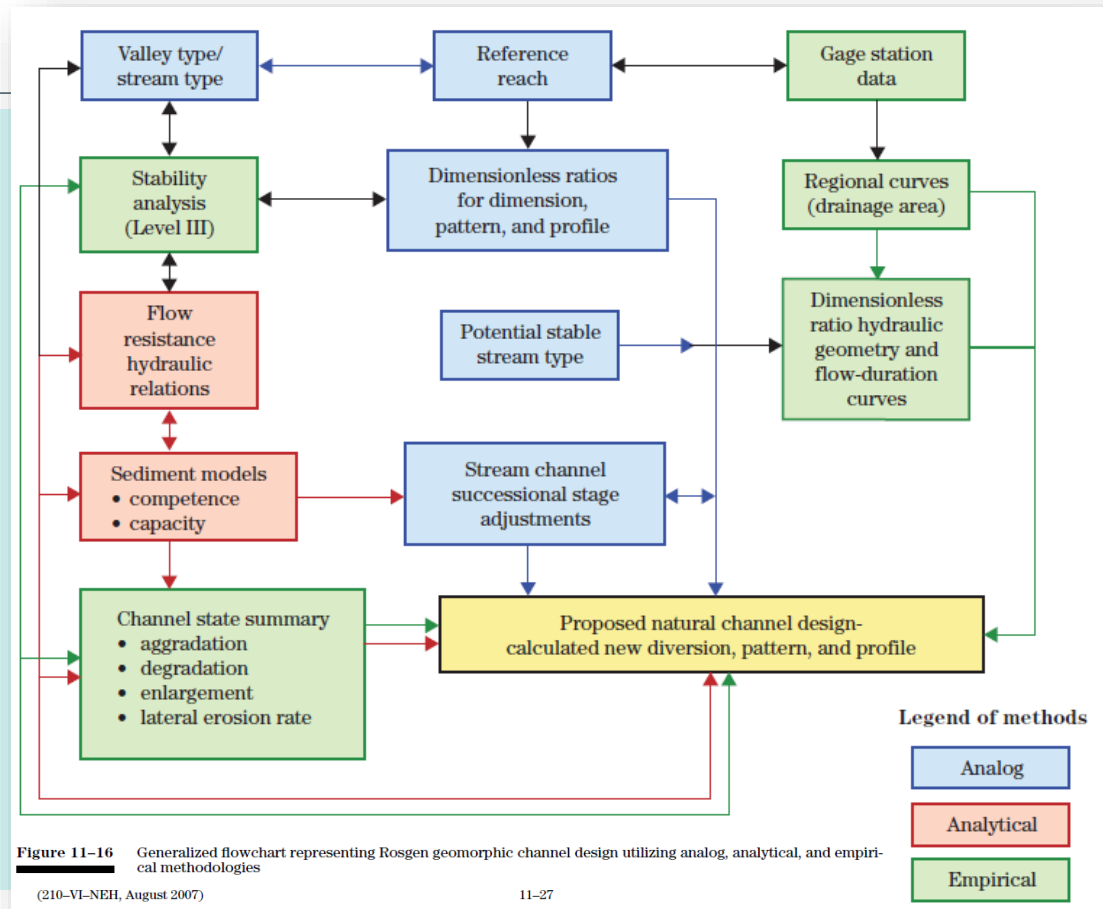 Valley type/
stream type
Reference
reach
Gage station
data
Stability
analysis
(Level III)
Dimensionless ratios
for dimension,
pattern, and profile
Regional curves
(drainage area)
Flow
resistance
hydraulic
relations
Potential stable
stream type
Dimensionless
ratio hydraulic
geometry and
flow-duration
curves
Sediment models
• competence
• capacity
Stream channel
successional stage
adjustments
Channel state summary
• aggradation
• degradation
• enlargement
• lateral erosion rate
Proposed natural channel design-
calculated new diversion, pattern, and profile
Legend of methods
Analog
Analytical
Empirical
Figure 11–16 Generalized flowchart representing Rosgen geomorphic channel design utilizing analog, analytical, and empiri-
cal methodologies
(210–VI–NEH, August 2007) 11–27